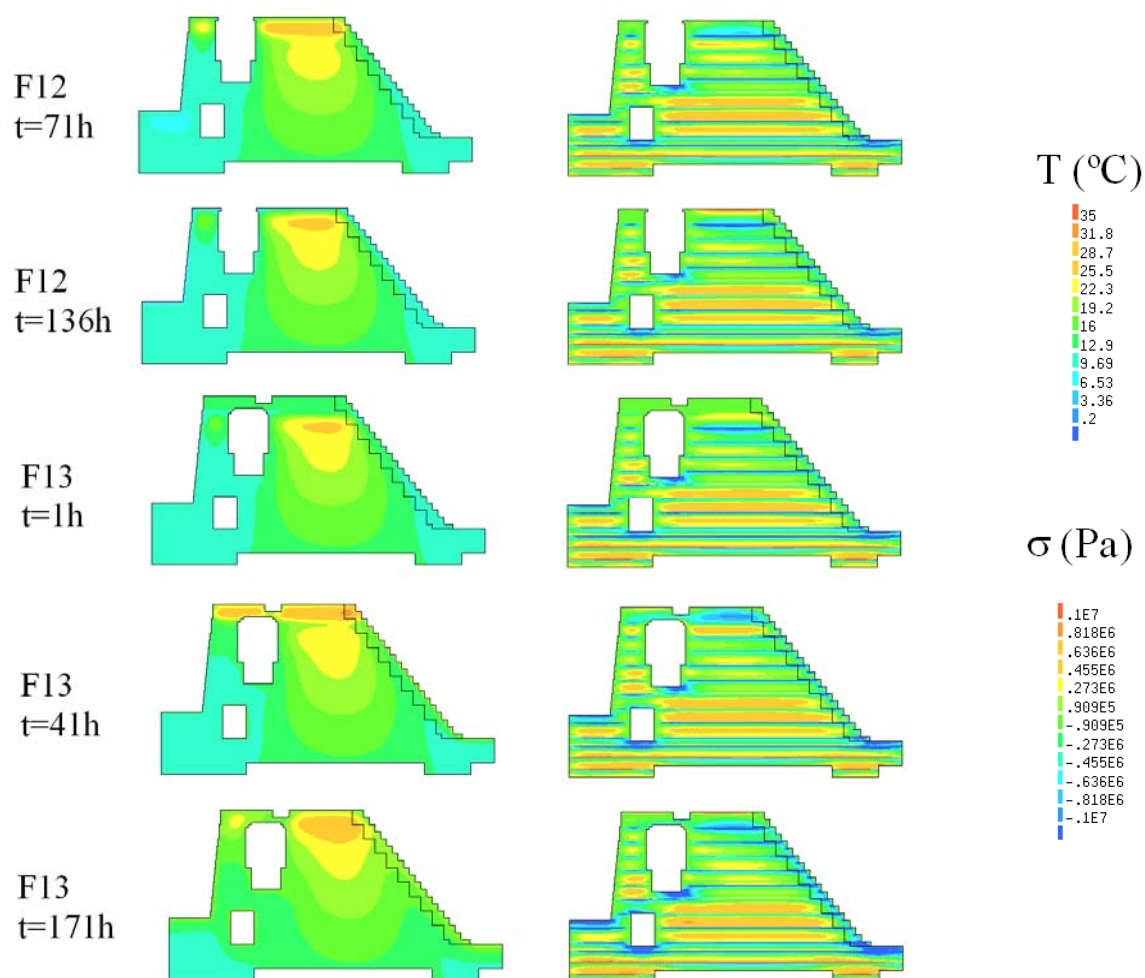 F12
t=71h
F12
t=136h
F13
t=1h
F13
t=41h
F13
t=171h
T (ºC)
35
31.8
28.7
25.5
22.3
19.2
16
12.9
9.69
6.53
3.36
.2
σ (Pa)
.1E7
.818E6
.636E6
.455E6
.273E6
.909E5
-.909E5
-.273E6
-.455E6
-.636E6
-.818E6
-.1E7